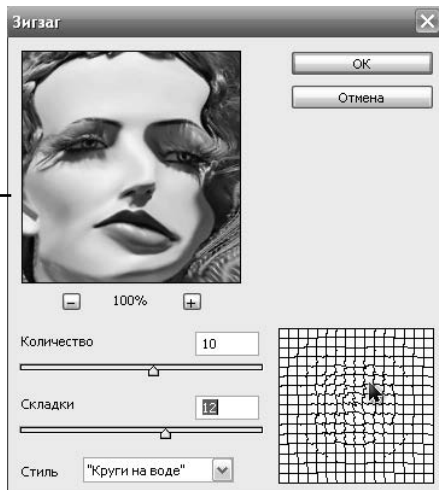 Зигзаг
OK
Отмена
100%
Количество 10
Складки 12
Стиль "Круги на воде"